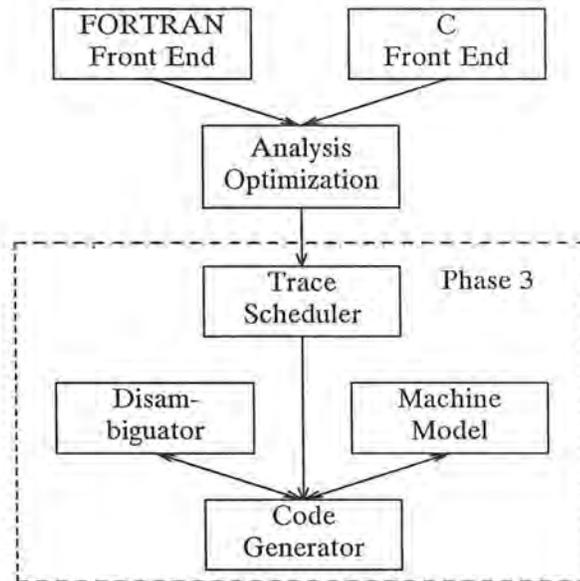 FORTRAN
Front End
C
Front End
Analysis
Optimization
Trace
Scheduler
Phase 3
Disam-
biguator
Machine
Model
Code
Generator